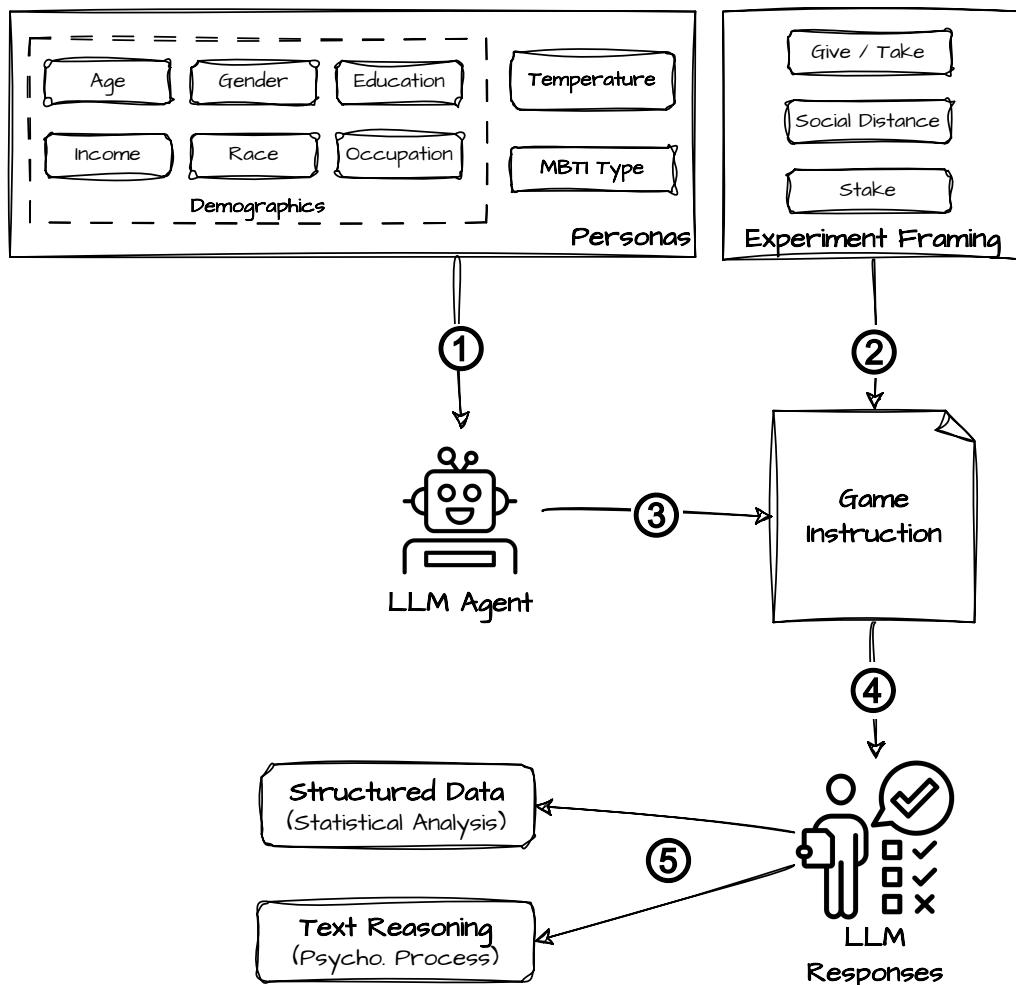 Age
Gender
Education
Temperature
Income
Race
Occupation
MBTI Type
Demographics
Personas
Give / Take
Social Distance
Stake
Experiment Framing
1
2
LLM Agent
3
Game
Instruction
4
Structured Data
(Statistical Analysis)
5
Text Reasoning
(Psycho. Process)
LLM
Responses